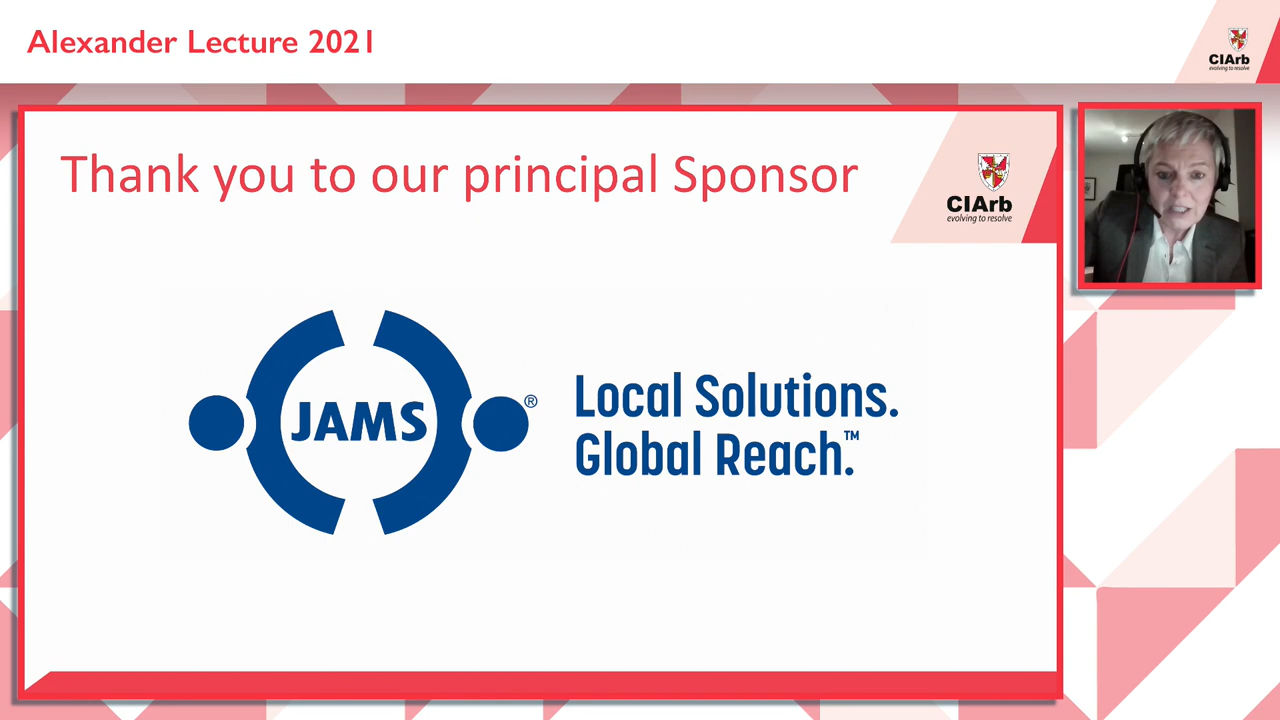 Alexander Lecture 2021
CIArb
evolving to resolve
Thank you to our principal Sponsor
CIArb
evolving to resolve
JAMS®
Local Solutions.
Global Reach.™